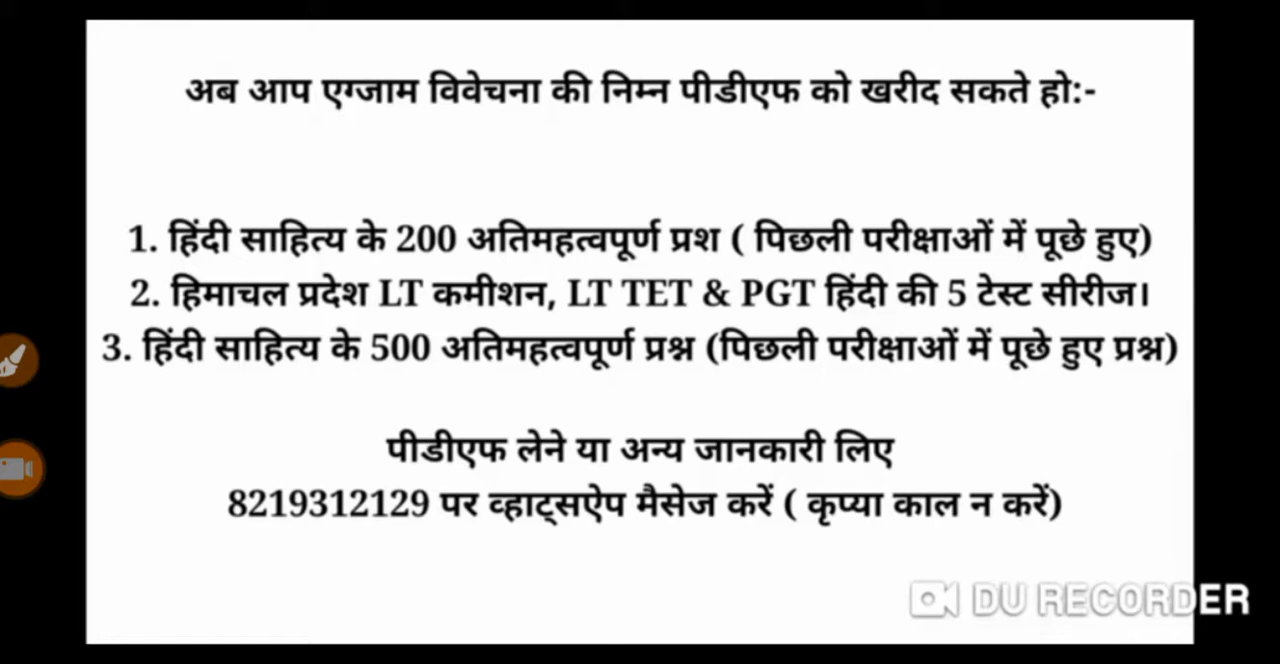 अब आप एग्जाम विवेचना की निम्न पीडीएफ को खरीद सकते हो:-
1. हिंदी साहित्य के 200 अतिमहत्वपूर्ण प्रश ( पिछली परीक्षाओं में पूछे हुए)
2. हिमाचल प्रदेश LT कमीशन, LT TET & PGT हिंदी की 5 टेस्ट सीरीज।
3. हिंदी साहित्य के 500 अतिमहत्वपूर्ण प्रश्न (पिछली परीक्षाओं में पूछे हुए प्रश्न)
पीडीएफ लेने या अन्य जानकारी लिए
8219312129 पर व्हाट्सऐप मैसेज करें ( कृप्या काल न करें)
DU RECORDER